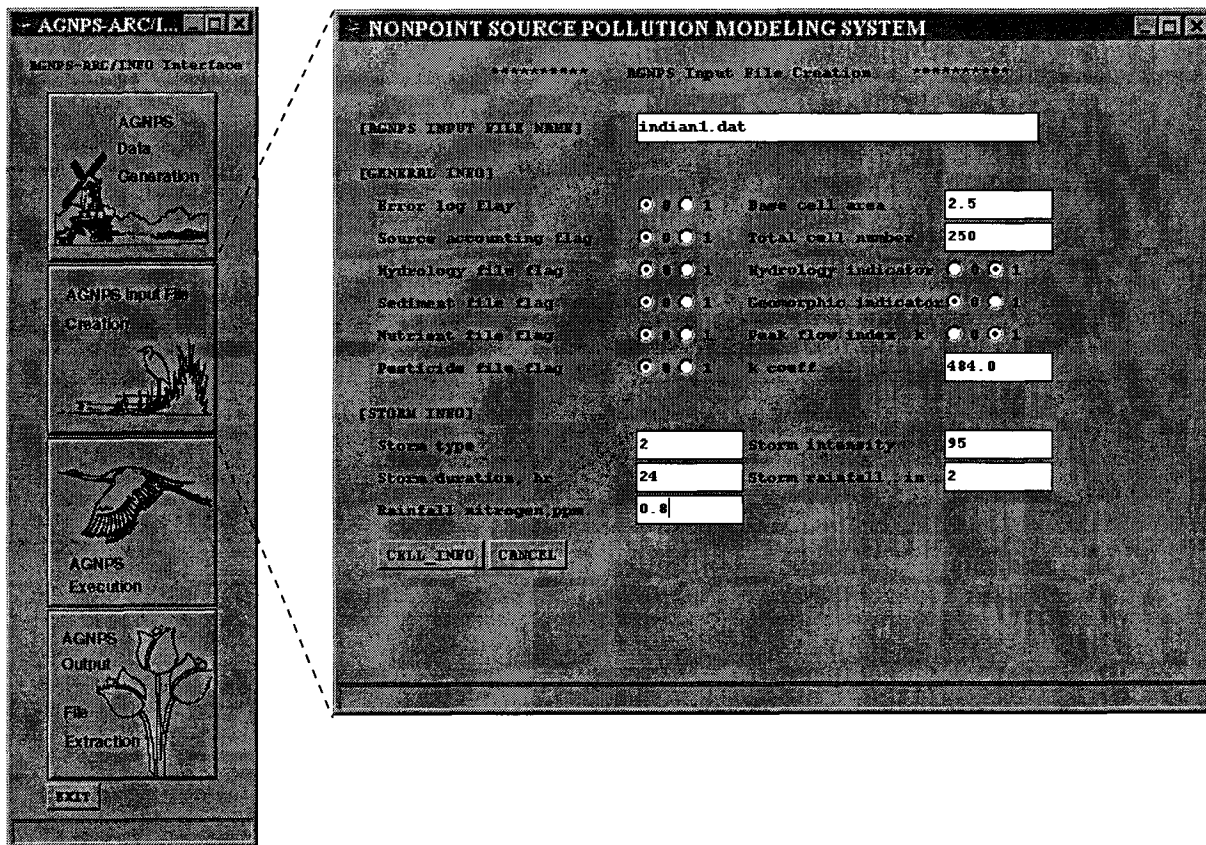 AGNPS-ARC/I...
AGNPS-ARC/INFO Interface
AGNPS
Data
Generation
AGNPS Input File
Creation
AGNPS
Execution
AGNPS
Output
File
Extraction
EXIT
NONPOINT SOURCE POLLUTION MODELING SYSTEM
********** AGNPS Input File Creation **********
[AGNPS INPUT FILE NAME] indian1.dat
[GENERAL INFO]
Error log flay 0 1 Base cell area 2.5
Source accounting flag 0 1 Total cell number 250
Hydrology file flag 0 1 Hydrology indicator 0 1
Sediment file flag 0 1 Geomorphic indicator 0 1
Nutrient file flag 0 1 Peak flow index, k 0 1
Pesticide file flag 0 1 k coeff 484.0
[STORM INFO]
Storm type 2 Storm intensity 95
Storm duration, hr 24 Storm rainfall, in 2
Rainfall nitrogen,ppm 0.8
CELL_INFO CANCEL